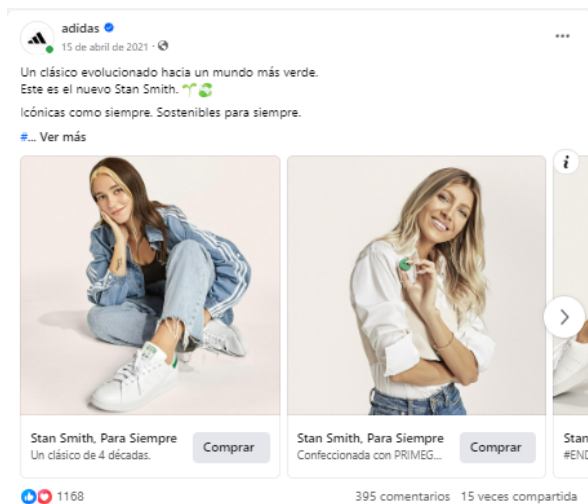 adidas
15 de abril de 2021 ·
Un clásico evolucionado hacia un mundo más verde.
Este es el nuevo Stan Smith. 🌱♻️
Icónicas como siempre. Sostenibles para siempre.
#... Ver más
i
Stan Smith, Para Siempre
Un clásico de 4 décadas.
Comprar
Stan Smith, Para Siempre
Confeccionada con PRIMEG...
Comprar
Stan
#END
1168
395 comentarios 15 veces compartida